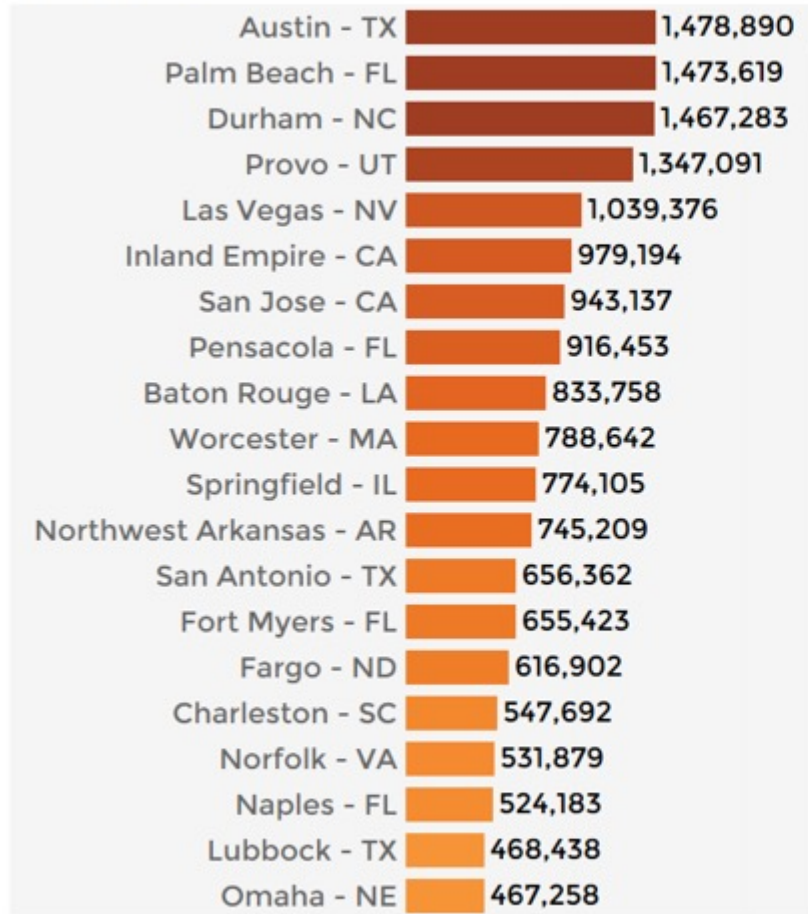 Austin - TX 1,478,890
Palm Beach - FL 1,473,619
Durham - NC 1,467,283
Provo - UT 1,347,091
Las Vegas - NV 1,039,376
Inland Empire - CA 979,194
San Jose - CA 943,137
Pensacola - FL 916,453
Baton Rouge - LA 833,758
Worcester - MA 788,642
Springfield - IL 774,105
Northwest Arkansas - AR 745,209
San Antonio - TX 656,362
Fort Myers - FL 655,423
Fargo - ND 616,902
Charleston - SC 547,692
Norfolk - VA 531,879
Naples - FL 524,183
Lubbock - TX 468,438
Omaha - NE 467,258